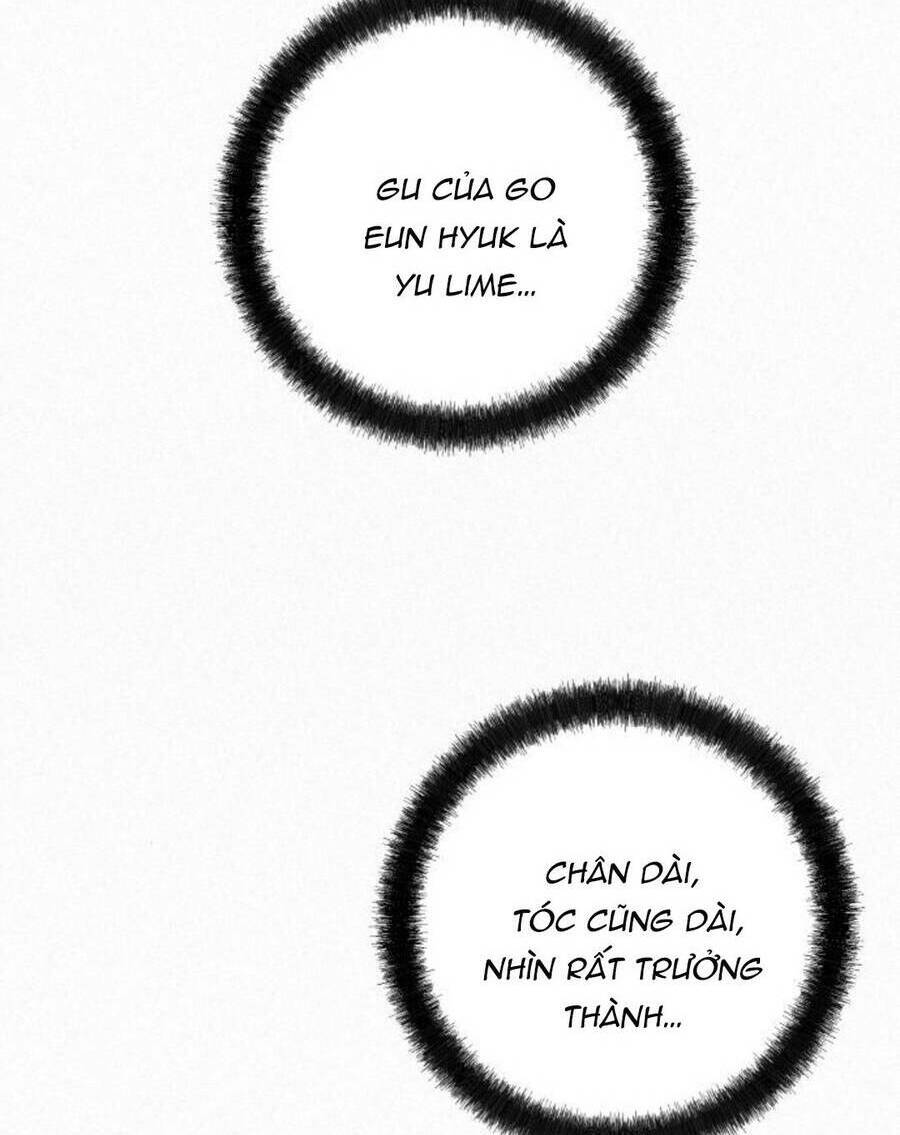 GU CỦA GO
EUN HYUK LÀ
YU LIME...
CHÂN DÀI,
TÓC CŨNG DÀI,
NHÌN RẤT TRƯỞNG
THÀNH...